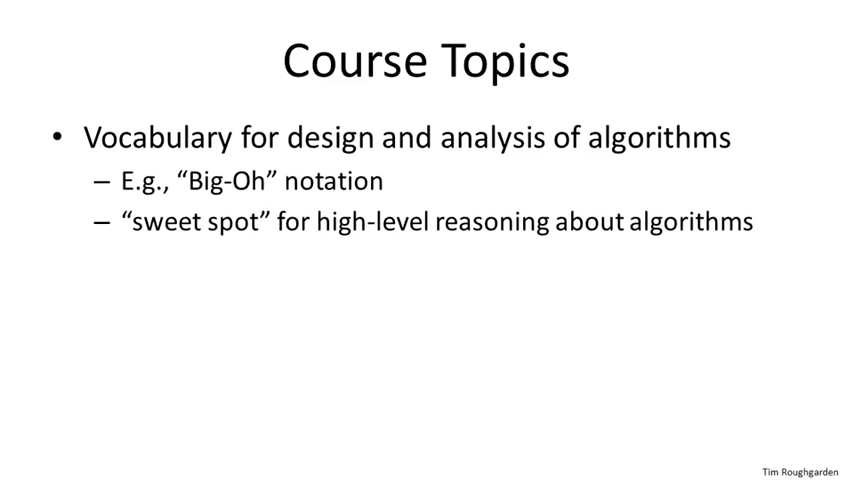 Course Topics
• Vocabulary for design and analysis of algorithms
– E.g., “Big-Oh” notation
– “sweet spot” for high-level reasoning about algorithms
Tim Roughgarden